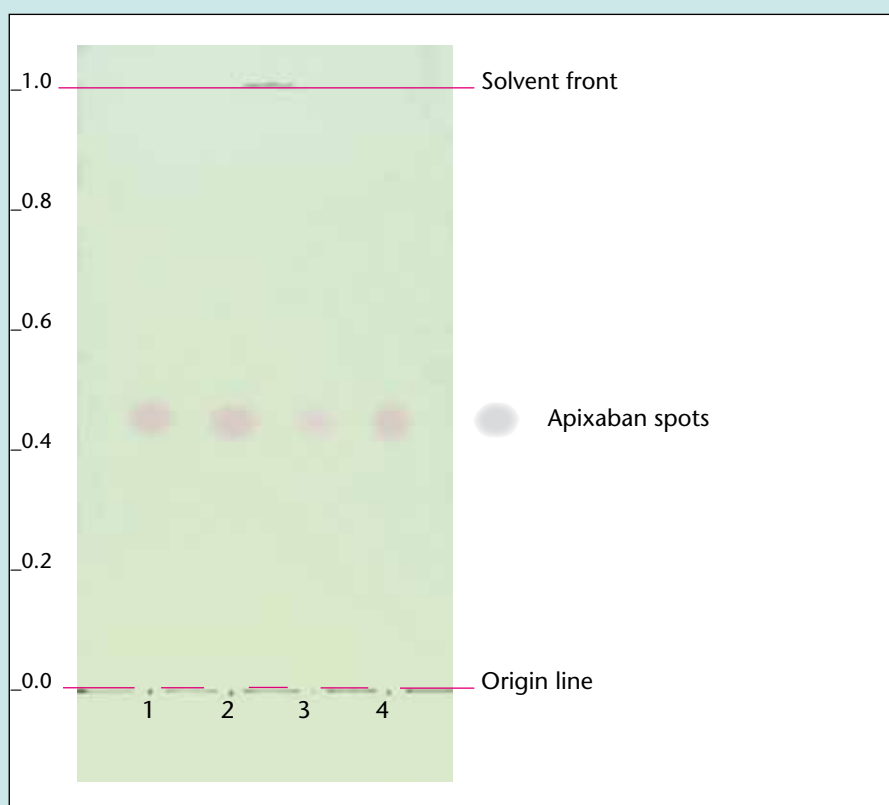 _1.0
Solvent front
_0.8
_0.6
Apixaban spots
_0.4
_0.2
_0.0
Origin line
1 2 3 4